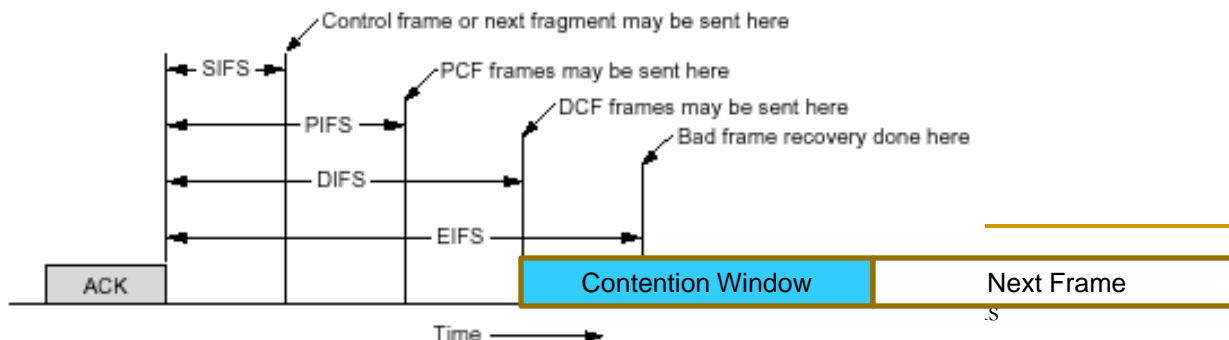 Control frame or next fragment may be sent here
SIFS
PCF frames may be sent here
PIFS
DCF frames may be sent here
Bad frame recovery done here
DIFS
EIFS
ACK
Contention Window
Next Frame
.s
Time